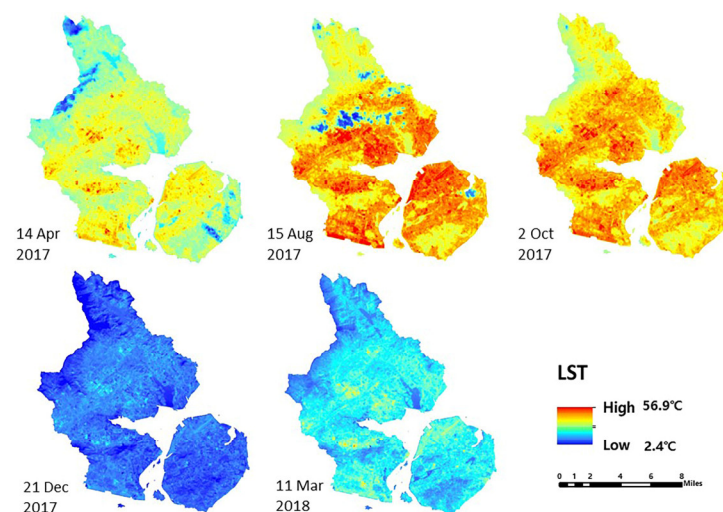 14 Apr
2017
15 Aug
2017
2 Oct
2017
21 Dec
2017
11 Mar
2018
LST
High 56.9℃
Low 2.4℃
0 1 2 4 6 8
Miles